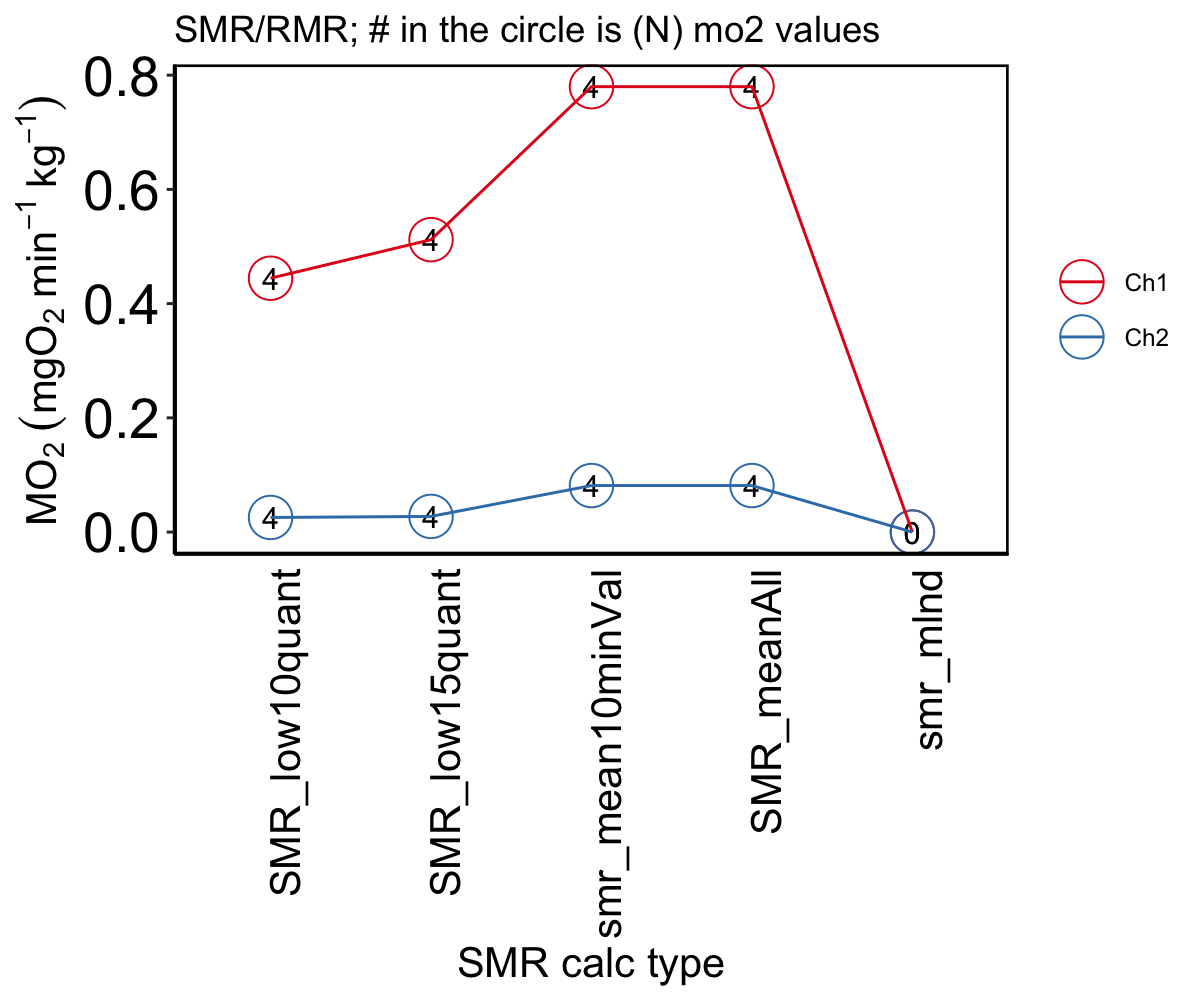 SMR/RMR; # in the circle is (N) mo2 values
MO₂ (mgO₂ min⁻¹ kg⁻¹)
0.8
0.6
0.4
0.2
0.0
4
4
4
4
4
4
4
4
0
SMR_low10quant
SMR_low15quant
smr_mean10minVal
SMR_meanAll
smr_mlnd
SMR calc type
Ch1
Ch2